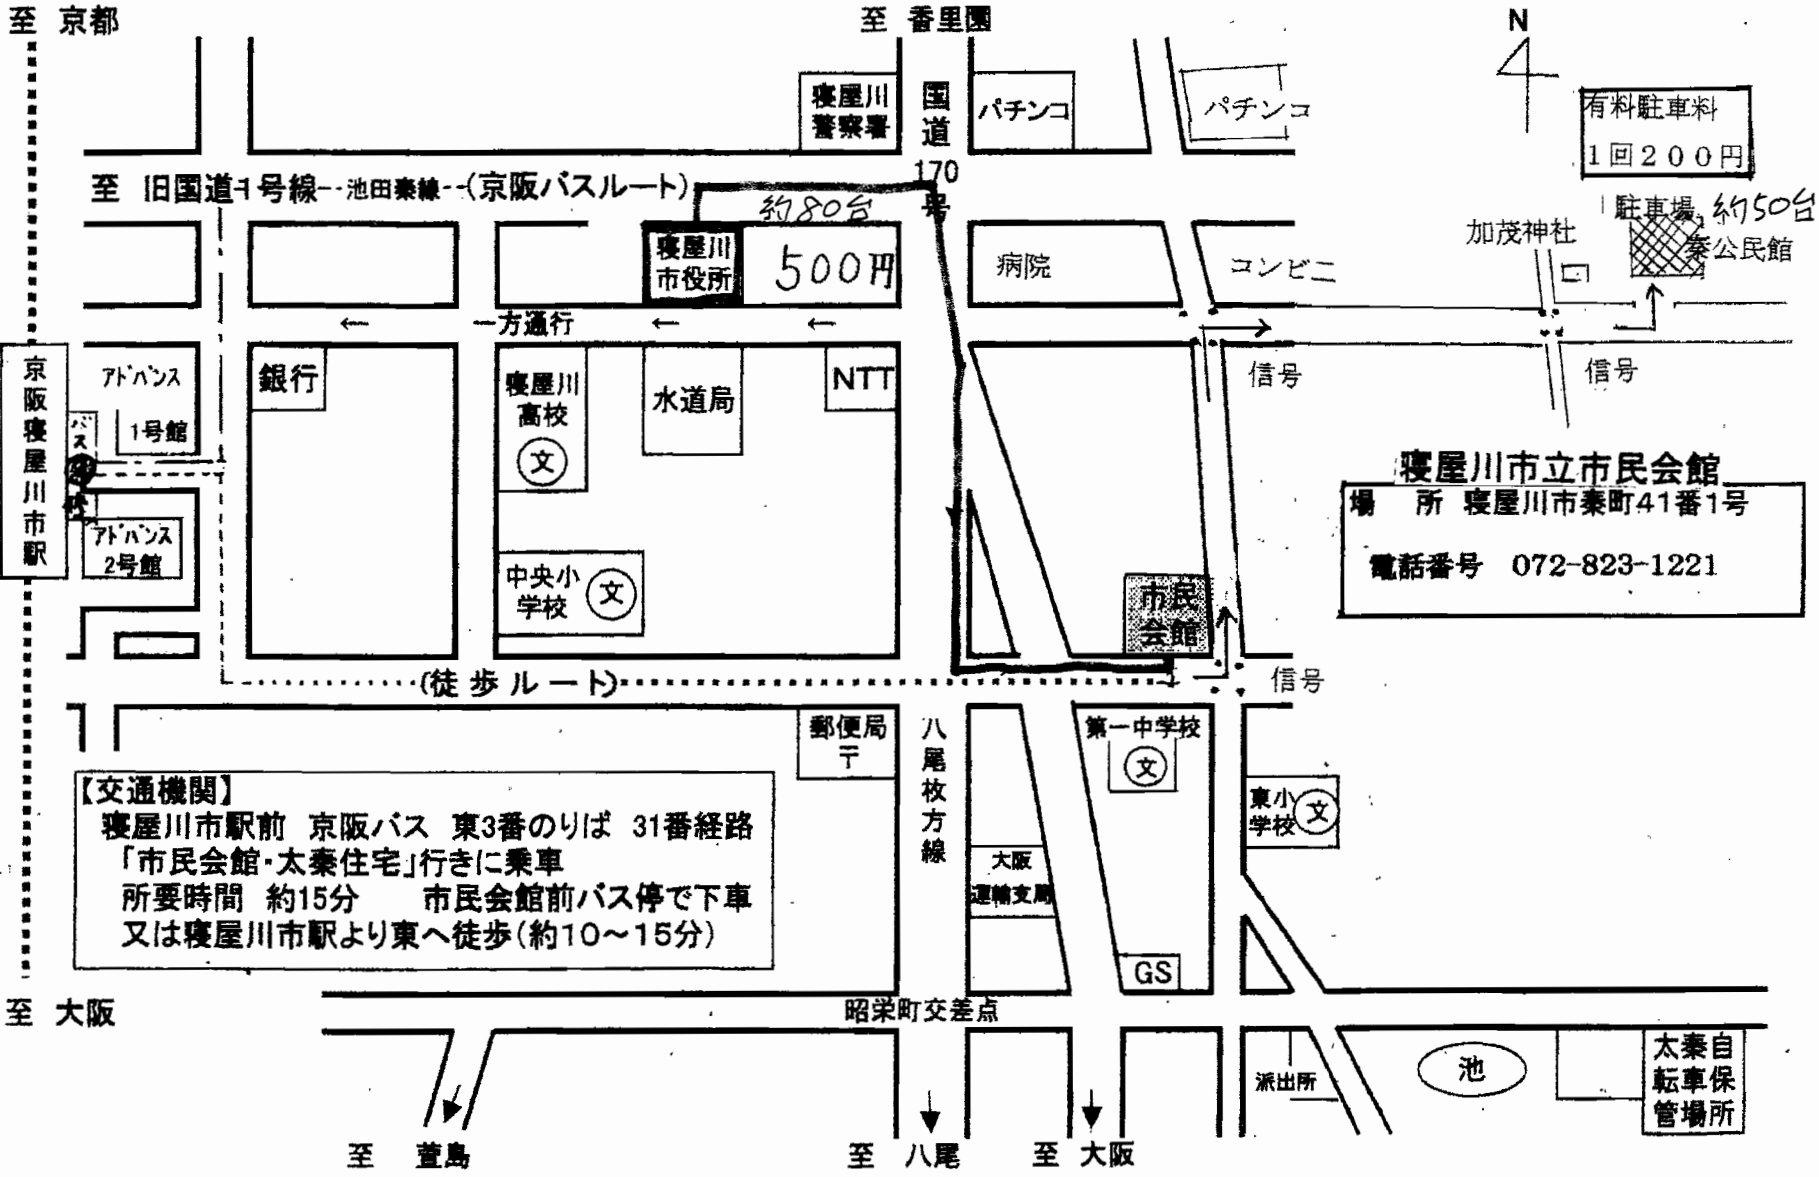 至 京都
至 香里園
N
国道170号
寝屋川
警察署
パチンコ
パチンコ
有料駐車料
1回200円
至 旧国道1号線--池田秦線--(京阪バスルート)
約80台
駐車場 約50台
秦公民館
加茂神社
寝屋川
市役所
500円
病院
コンビニ
← 一方通行 ← ←
信号
信号
京阪寝屋川市駅
アドバンス
1号館
バス
アドバンス
2号館
銀行
寝屋川
高校
文
水道局
NTT
中央小
学校
文
市民
会館
寝屋川市立市民会館
場 所 寝屋川市秦町41番1号
電話番号 072-823-1221
(徒歩ルート)
信号
郵便局
〒
八尾枚方線
第一中学校
文
東小
学校
文
大阪
運輸支局
GS
【交通機関】
寝屋川市駅前 京阪バス 東3番のりば 31番経路
「市民会館・太秦住宅」行きに乗車
所要時間 約15分 市民会館前バス停で下車
又は寝屋川市駅より東へ徒歩(約10～15分)
至 大阪
昭栄町交差点
派出所
池
太秦自
転車保
管場所
至 萱島
至 八尾
至 大阪